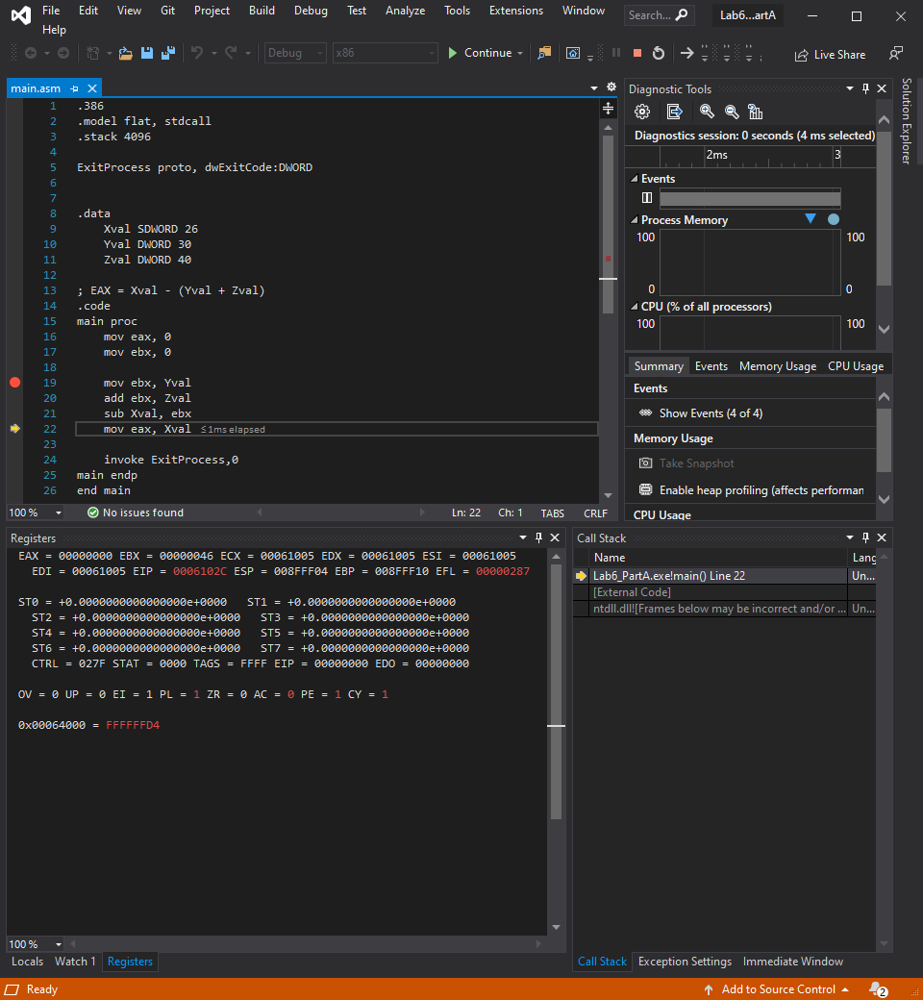 File Edit View Git Project Build Debug Test Analyze Tools Extensions Window Search... Lab6...artA
Help
Debug x86 Continue Live Share
main.asm
1 .386
2 .model flat, stdcall
3 .stack 4096
4
5 ExitProcess proto, dwExitCode:DWORD
6
7
8 .data
9 Xval SDWORD 26
10 Yval DWORD 30
11 Zval DWORD 40
12
13 ; EAX = Xval - (Yval + Zval)
14 .code
15 main proc
16 mov eax, 0
17 mov ebx, 0
18
19 mov ebx, Yval
20 add ebx, Zval
21 sub Xval, ebx
22 mov eax, Xval ≤1ms elapsed
23
24 invoke ExitProcess,0
25 main endp
26 end main
100 % No issues found Ln: 22 Ch: 1 TABS CRLF
Diagnostic Tools
Diagnostics session: 0 seconds (4 ms selected)
2ms 3
Events
Process Memory
100 100
0 0
CPU (% of all processors)
100 100
Summary Events Memory Usage CPU Usage
Events
Show Events (4 of 4)
Memory Usage
Take Snapshot
Enable heap profiling (affects performan
CPU Usage
Solution Explorer
Registers
EAX = 00000000 EBX = 00000046 ECX = 00061005 EDX = 00061005 ESI = 00061005
EDI = 00061005 EIP = 0006102C ESP = 008FFF04 EBP = 008FFF10 EFL = 00000287
ST0 = +0.0000000000000000e+0000 ST1 = +0.0000000000000000e+0000
ST2 = +0.0000000000000000e+0000 ST3 = +0.0000000000000000e+0000
ST4 = +0.0000000000000000e+0000 ST5 = +0.0000000000000000e+0000
ST6 = +0.0000000000000000e+0000 ST7 = +0.0000000000000000e+0000
CTRL = 027F STAT = 0000 TAGS = FFFF EIP = 00000000 EDO = 00000000
OV = 0 UP = 0 EI = 1 PL = 1 ZR = 0 AC = 0 PE = 1 CY = 1
0x00064000 = FFFFFFD4
100 %
Locals Watch 1 Registers
Call Stack
Name Lang
Lab6_PartA.exe!main() Line 22 Un...
[External Code]
ntdll.dll![Frames below may be incorrect and/or ... Un...
Call Stack Exception Settings Immediate Window
Ready Add to Source Control 2